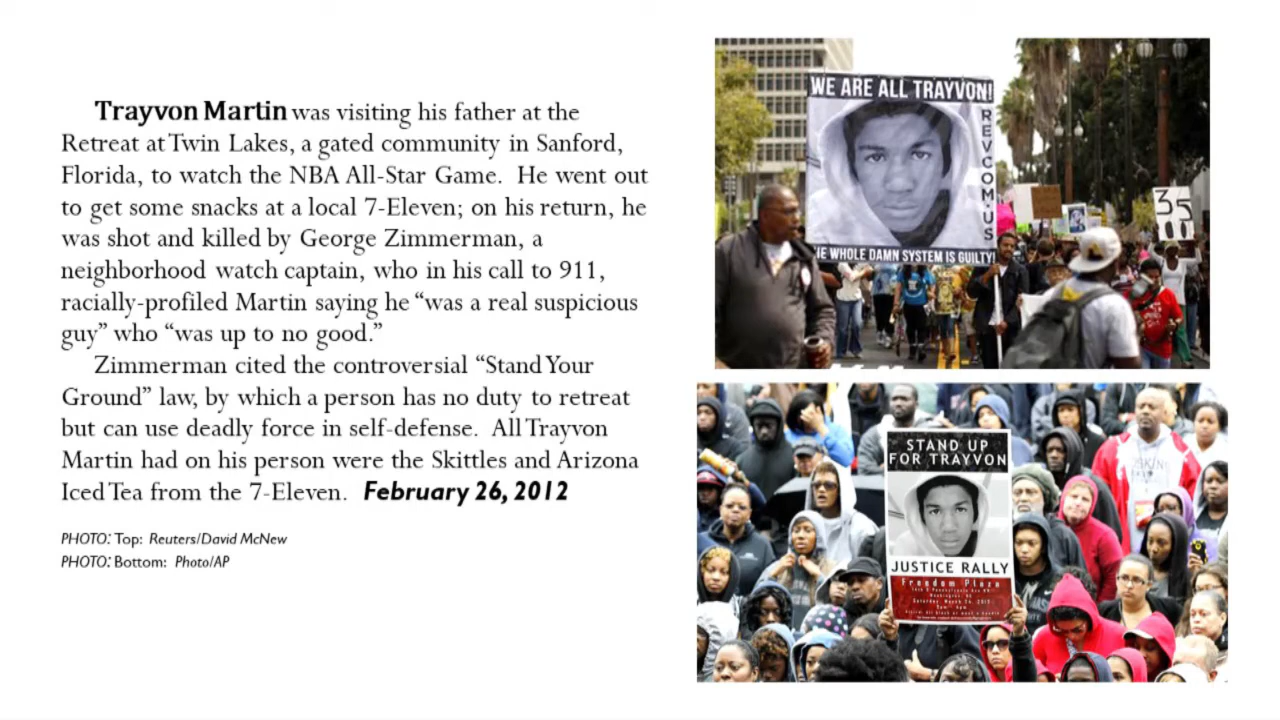 Trayvon Martin was visiting his father at the
Retreat at Twin Lakes, a gated community in Sanford,
Florida, to watch the NBA All-Star Game. He went out
to get some snacks at a local 7-Eleven; on his return, he
was shot and killed by George Zimmerman, a
neighborhood watch captain, who in his call to 911,
racially-profiled Martin saying he “was a real suspicious
guy” who “was up to no good.”
Zimmerman cited the controversial “Stand Your
Ground” law, by which a person has no duty to retreat
but can use deadly force in self-defense. All Trayvon
Martin had on his person were the Skittles and Arizona
Iced Tea from the 7-Eleven. February 26, 2012
PHOTO: Top: Reuters/David McNew
PHOTO: Bottom: Photo/AP
WE ARE ALL TRAYVON!
REVCOM.US
HE WHOLE DAMN SYSTEM IS GUILTY!
35
STAND UP
FOR TRAYVON
JUSTICE RALLY
Freedom Plaza